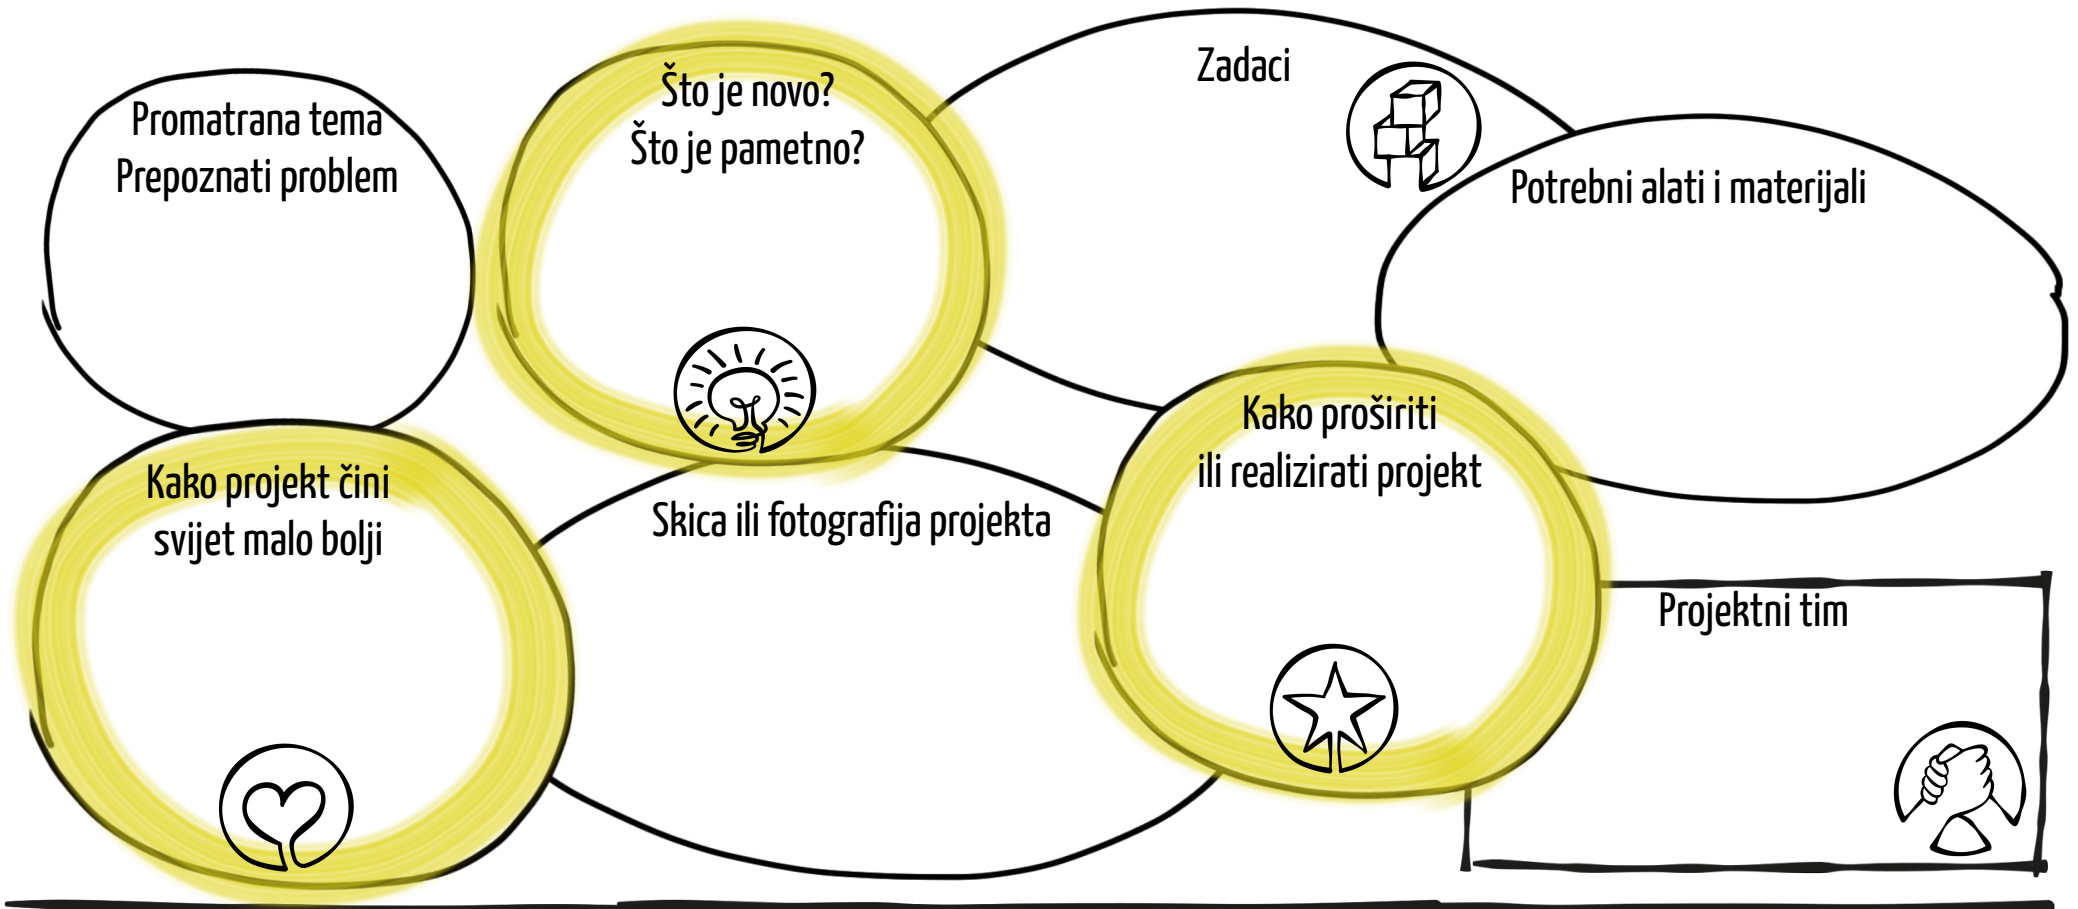 Promatrana tema
Prepoznati problem
Što je novo?
Što je pametno?
Zadaci
Potrebni alati i materijali
Kako projekt čini
svijet malo bolji
Skica ili fotografija projekta
Kako proširiti
ili realizirati projekt
Projektni tim